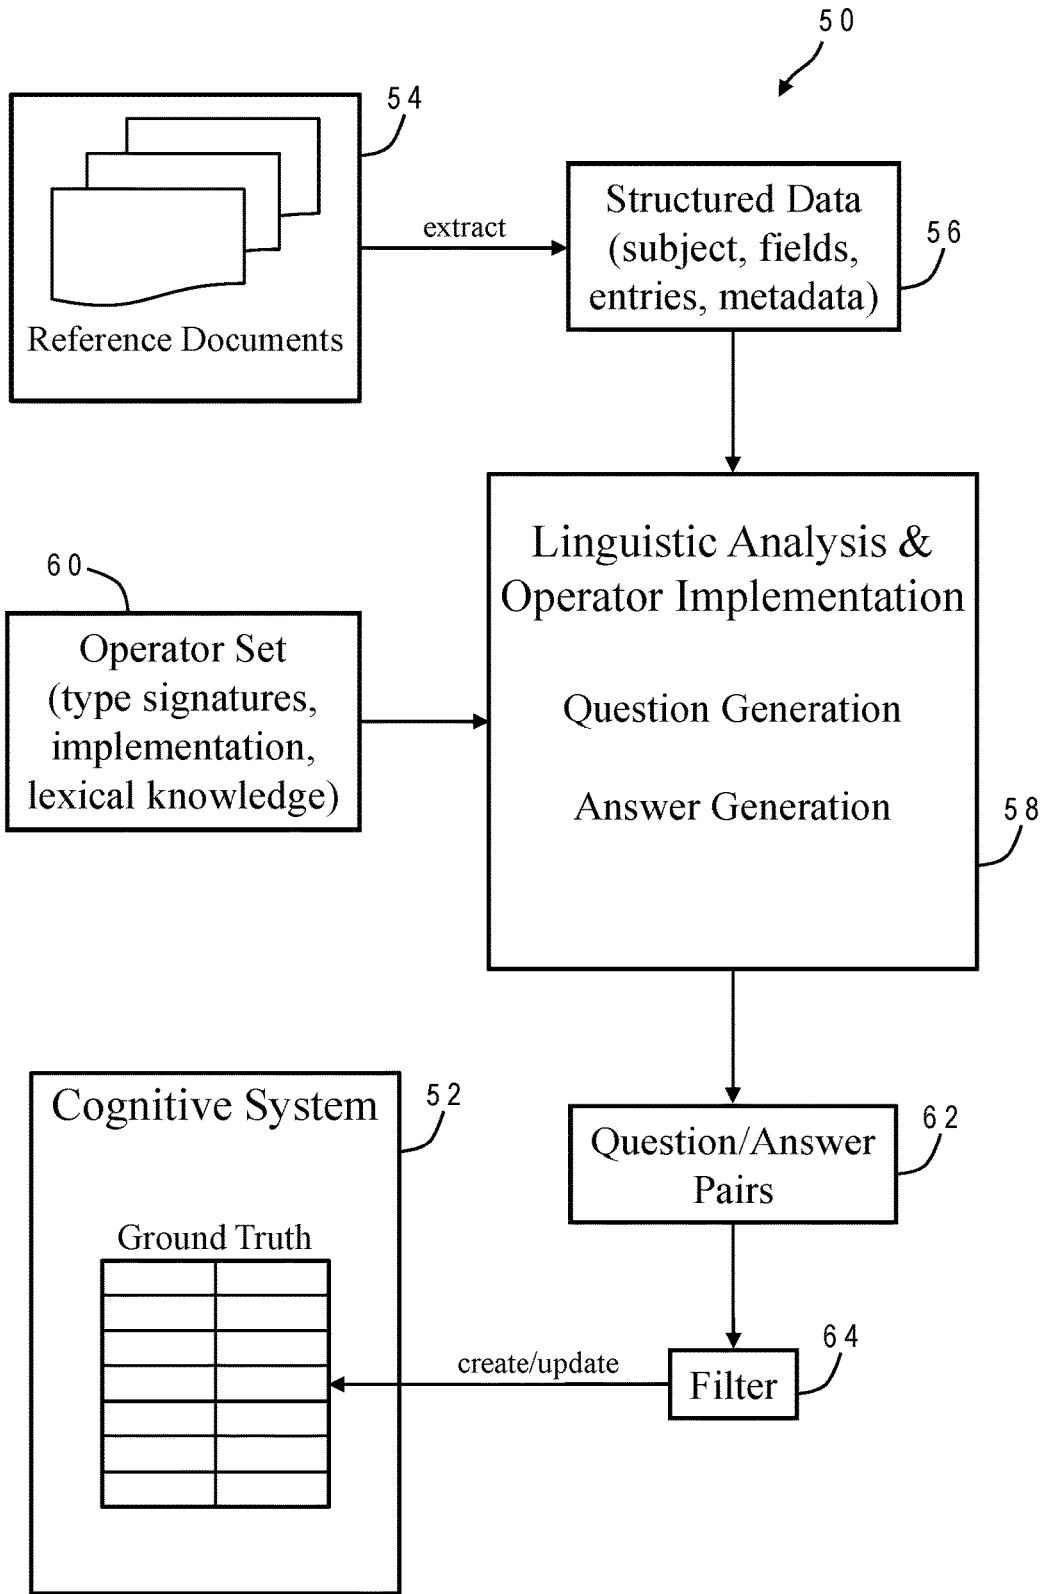 50
54
Reference Documents
extract
Structured Data
(subject, fields,
entries, metadata)
56
60
Operator Set
(type signatures,
implementation,
lexical knowledge)
Linguistic Analysis &
Operator Implementation
Question Generation
Answer Generation
58
Cognitive System
52
Ground Truth
Question/Answer
Pairs
62
create/update
Filter
64